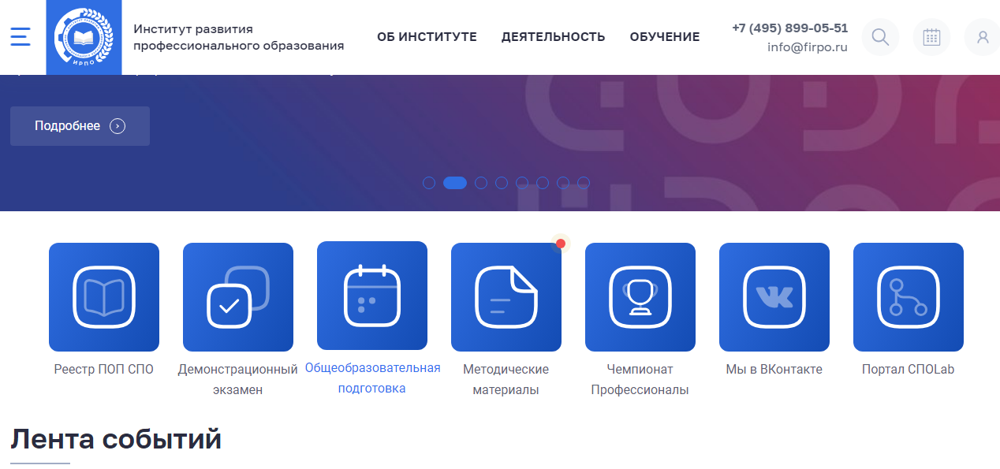 Институт развития
профессионального образования
ОБ ИНСТИТУТЕ
ДЕЯТЕЛЬНОСТЬ
ОБУЧЕНИЕ
+7 (495) 899-05-51
info@firpo.ru
ИРПО
Подробнее
Реестр ПОП СПО
Демонстрационный
экзамен
Общеобразовательная
подготовка
Методические
материалы
Чемпионат
Профессионалы
Мы в ВКонтакте
Портал СПОLab
Лента событий